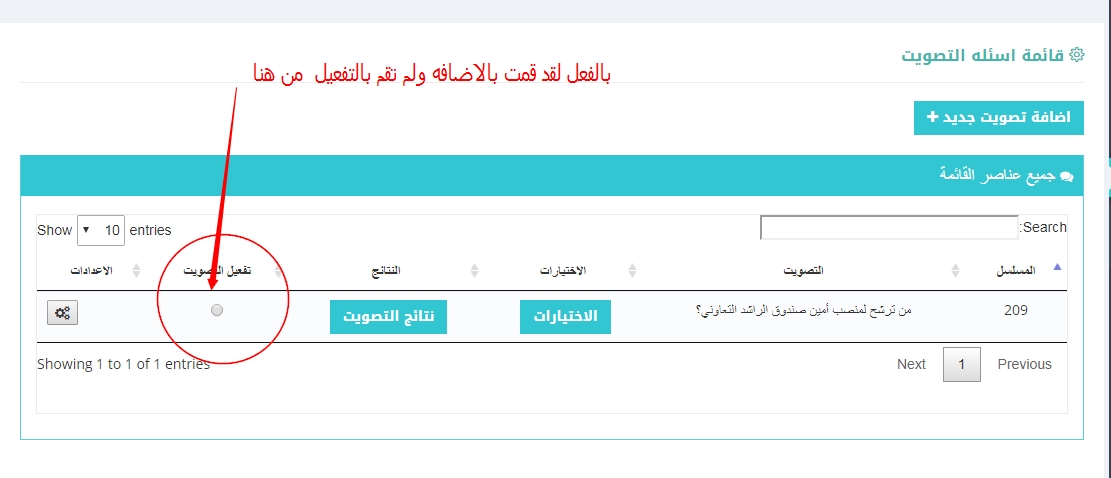 قائمة اسئله التصويت
بالفعل لقد قمت بالاضافه ولم تقم بالتفعيل من هنا
اضافة تصويت جديد +
جميع عناصر القائمة
Show 10 entries
Search:
المسلسل التصويت الاختيارات النتائج تفعيل التصويت الاعدادات
209 من ترشح لمنصب أمين صندوق الراشد التعاوني؟ الاختيارات نتائج التصويت
Showing 1 to 1 of 1 entries
Previous 1 Next